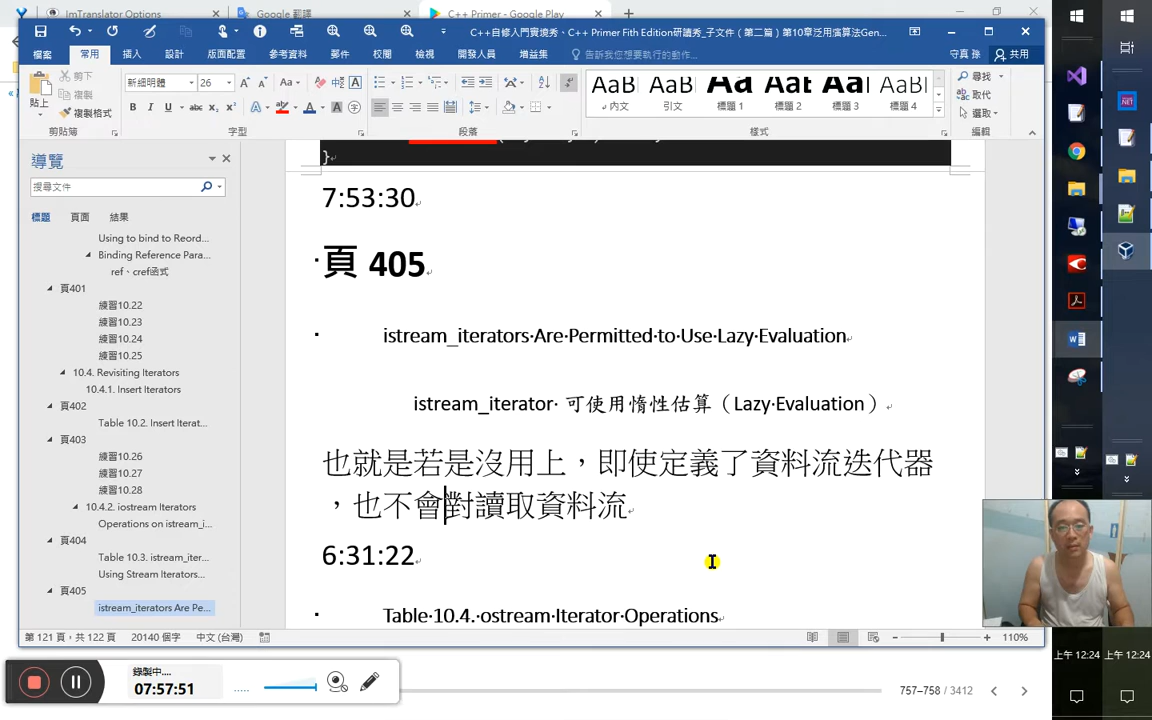 ImTranslator Options
Google 翻譯
C++ Primer - Google Play
C++自修入門實境秀、C++ Primer Fith Edition研讀秀_子文件（第二篇）第10章泛用演算法Gen...
檔案
常用
插入
設計
版面配置
參考資料
郵件
校閱
檢視
開發人員
增益集
告訴我您想要執行的動作...
守真 孫
共用
貼上
剪下
複製
複製格式
新細明體
26
AaB
AaB
Aa
Aat
AaB
AaB
內文
引文
標題 1
標題 2
標題 3
標題 4
尋找
取代
選取
剪貼簿
字型
段落
樣式
編輯
導覽
搜尋文件
標題
頁面
結果
Using to bind to Reord...
Binding Reference Para...
ref、cref函式
頁401
練習10.22
練習10.23
練習10.24
練習10.25
10.4. Revisiting Iterators
10.4.1. Insert Iterators
頁402
Table 10.2. Insert Iterat...
頁403
練習10.26
練習10.27
練習10.28
10.4.2. iostream Iterators
Operations on istream_i...
頁404
Table 10.3. istream_iter...
Using Stream Iterators...
頁405
istream_iterators Are Pe...
}
7:53:30
頁 405
istream_iterators Are Permitted to Use Lazy Evaluation
istream_iterator 可使用惰性估算（Lazy Evaluation）
也就是若是沒用上，即使定義了資料流迭代器
，也不會對讀取資料流
6:31:22
Table 10.4. ostream Iterator Operations
第 121 頁，共 122 頁
20140 個字
中文 (台灣)
110%
錄製中...
07:57:51
757–758 / 3412
上午 12:24
上午 12:24